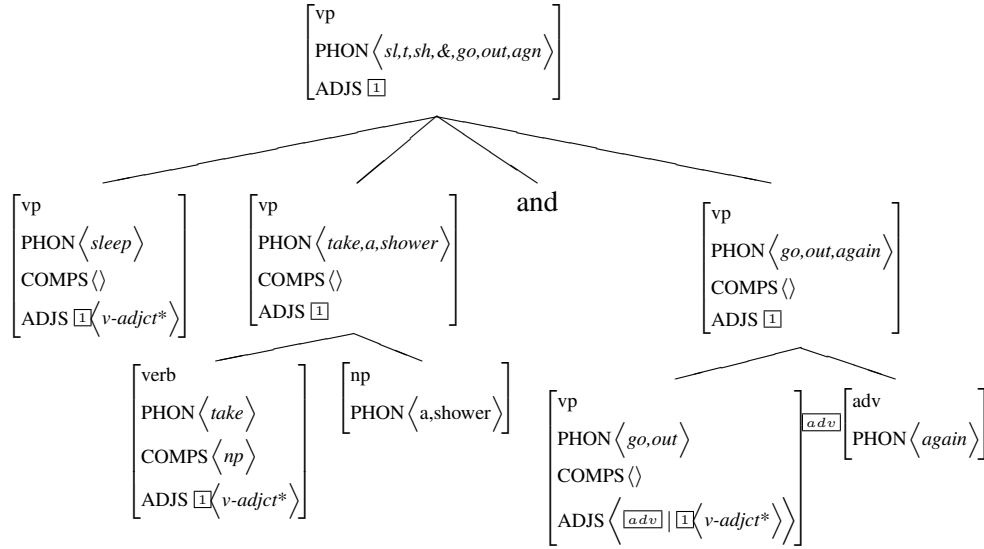 vp
PHON⟨sl,t,sh,&,go,out,agn⟩
ADJS 1
vp
PHON⟨sleep⟩
COMPS⟨⟩
ADJS 1⟨v-adjct*⟩
vp
PHON⟨take,a,shower⟩
COMPS⟨⟩
ADJS 1
and
vp
PHON⟨go,out,again⟩
COMPS⟨⟩
ADJS 1
verb
PHON⟨take⟩
COMPS⟨np⟩
ADJS 1⟨v-adjct*⟩
np
PHON⟨a,shower⟩
vp
PHON⟨go,out⟩
COMPS⟨⟩
ADJS⟨adv | 1⟨v-adjct*⟩⟩
adv
adv
PHON⟨again⟩